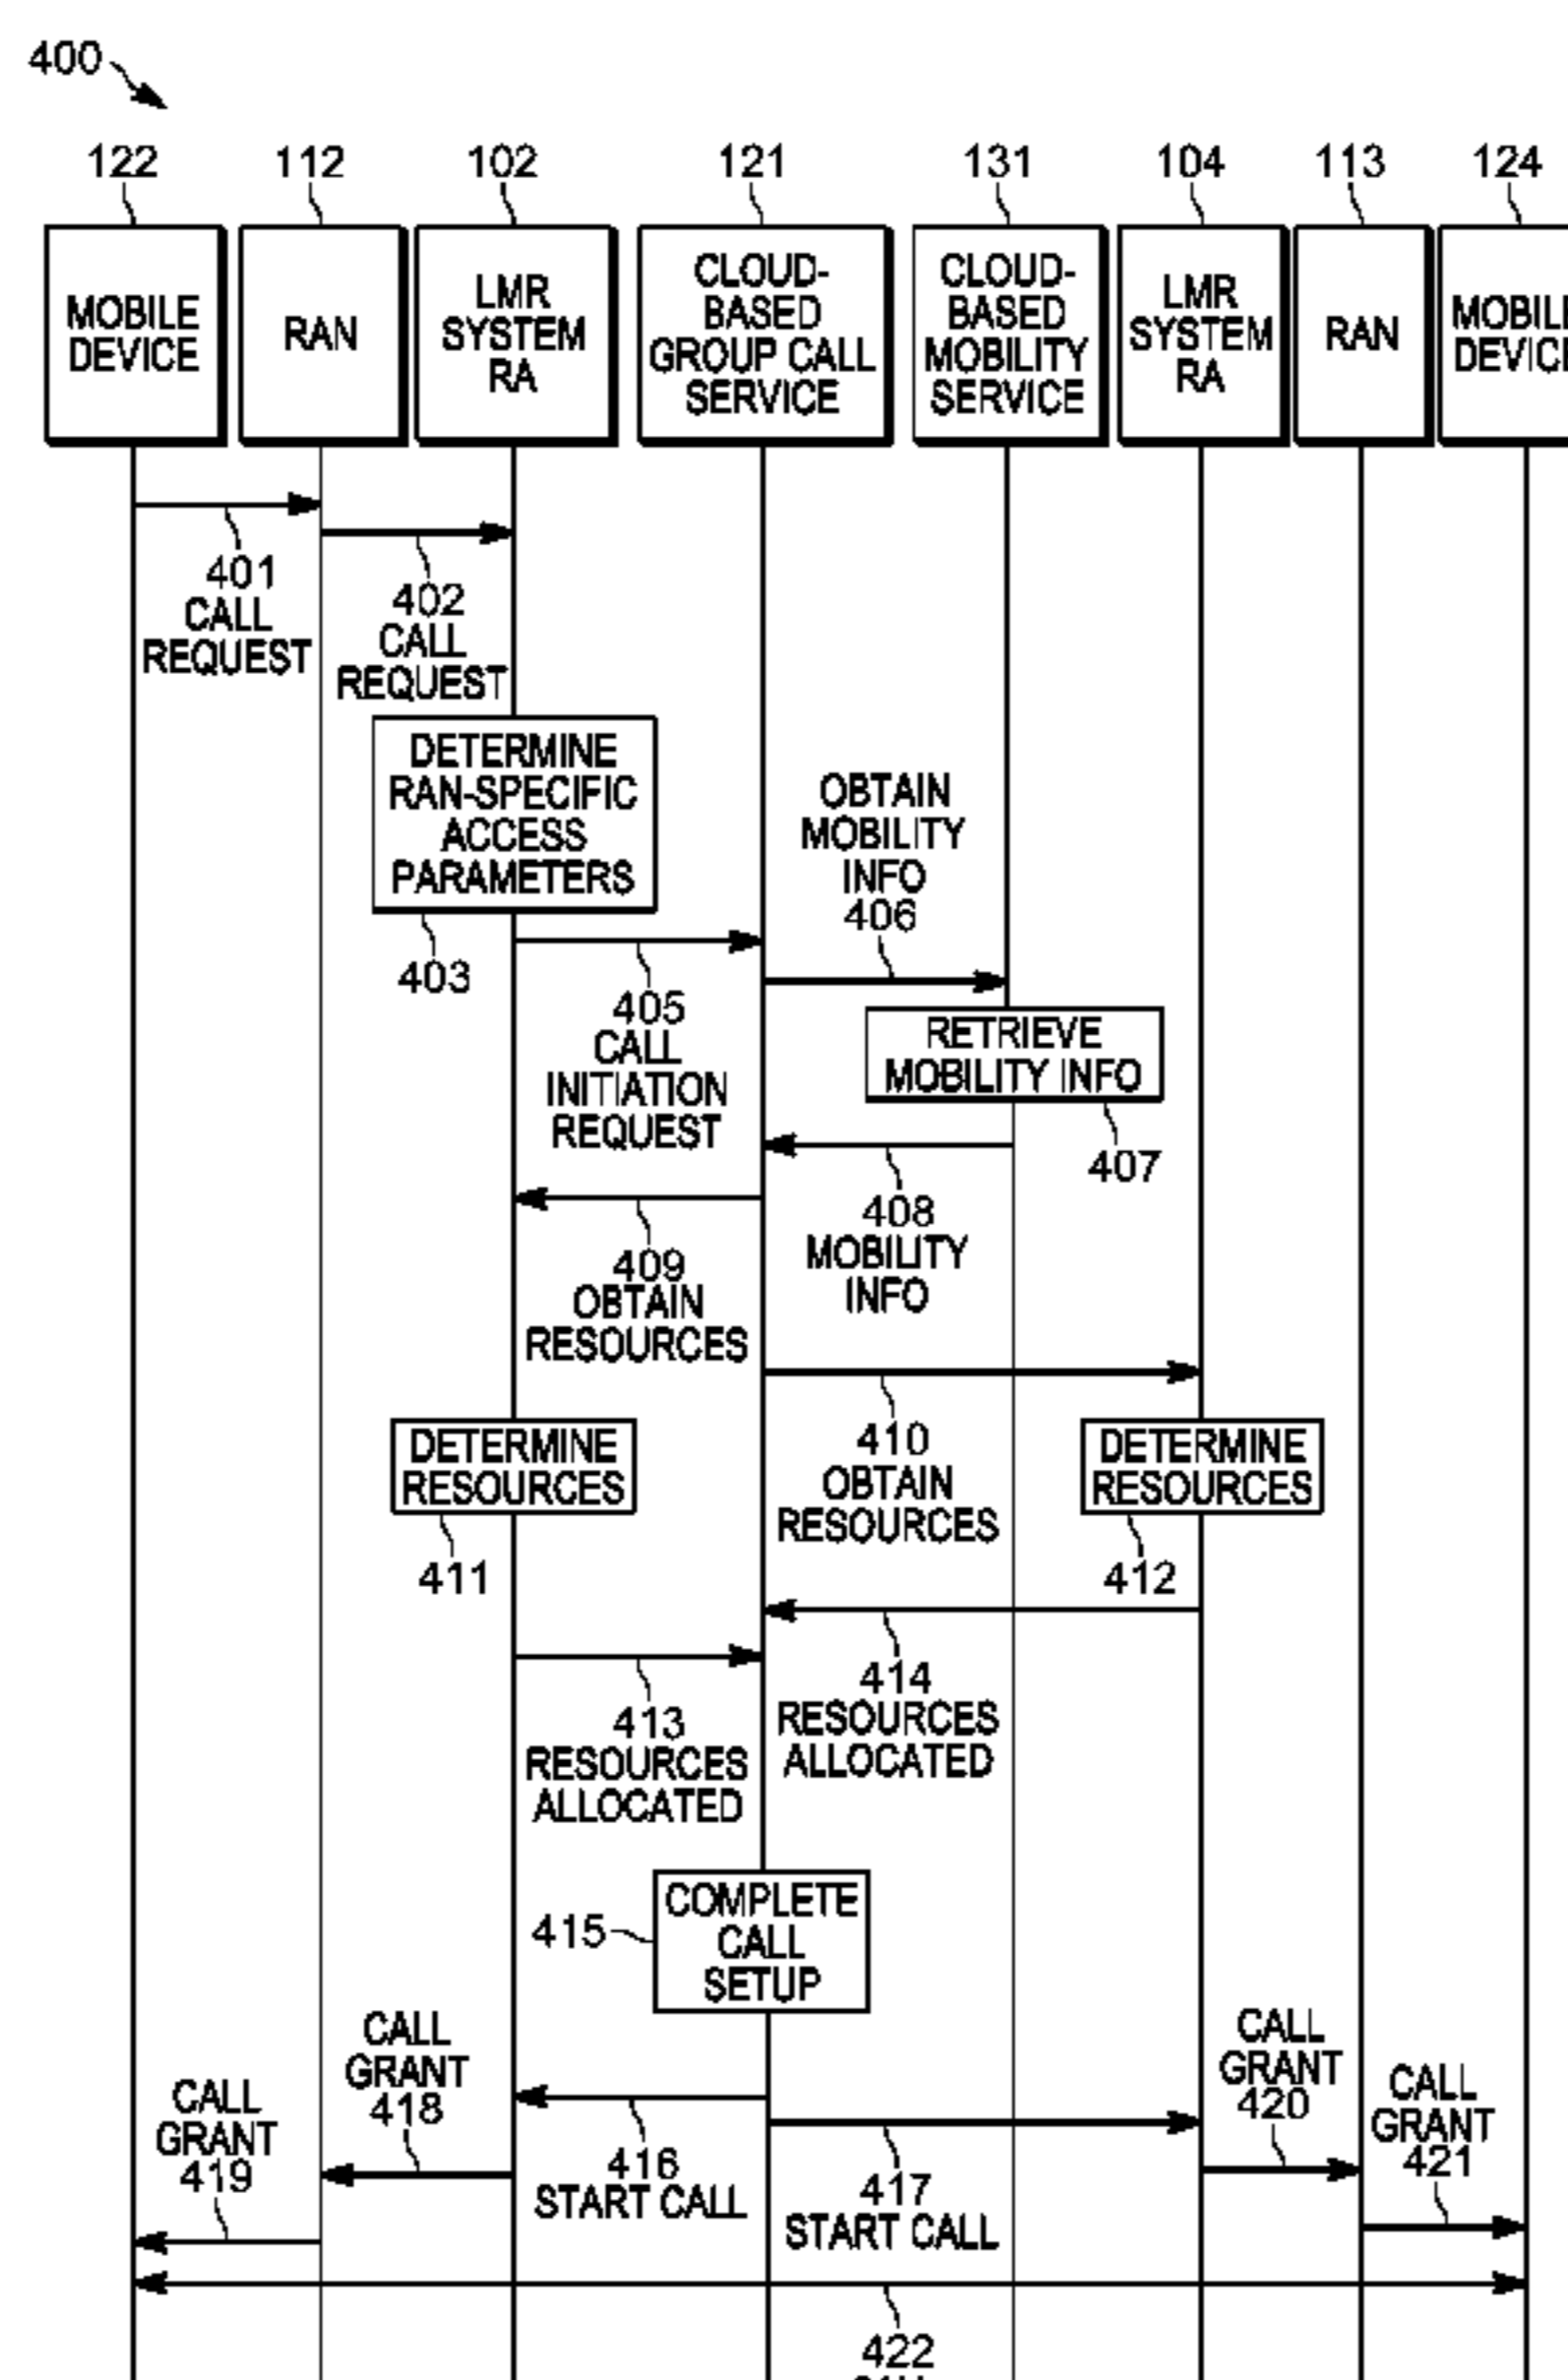 400
122
112
102
121
131
104
113
124
MOBILE
DEVICE
RAN
LMR
SYSTEM
RA
CLOUD-
BASED
GROUP CALL
SERVICE
CLOUD-
BASED
MOBILITY
SERVICE
LMR
SYSTEM
RA
RAN
401
CALL
REQUEST
402
CALL
REQUEST
DETERMINE
RAN-SPECIFIC
ACCESS
PARAMETERS
403
OBTAIN
MOBILITY
INFO
406
405
CALL
INITIATION
REQUEST
RETRIEVE
MOBILITY INFO
407
408
MOBILITY
INFO
409
OBTAIN
RESOURCES
410
OBTAIN
RESOURCES
DETERMINE
RESOURCES
411
DETERMINE
RESOURCES
412
414
RESOURCES
ALLOCATED
413
RESOURCES
ALLOCATED
COMPLETE
CALL
SETUP
415
CALL
GRANT
418
CALL
GRANT
419
416
START CALL
417
START CALL
CALL
GRANT
420
CALL
GRANT
421
422